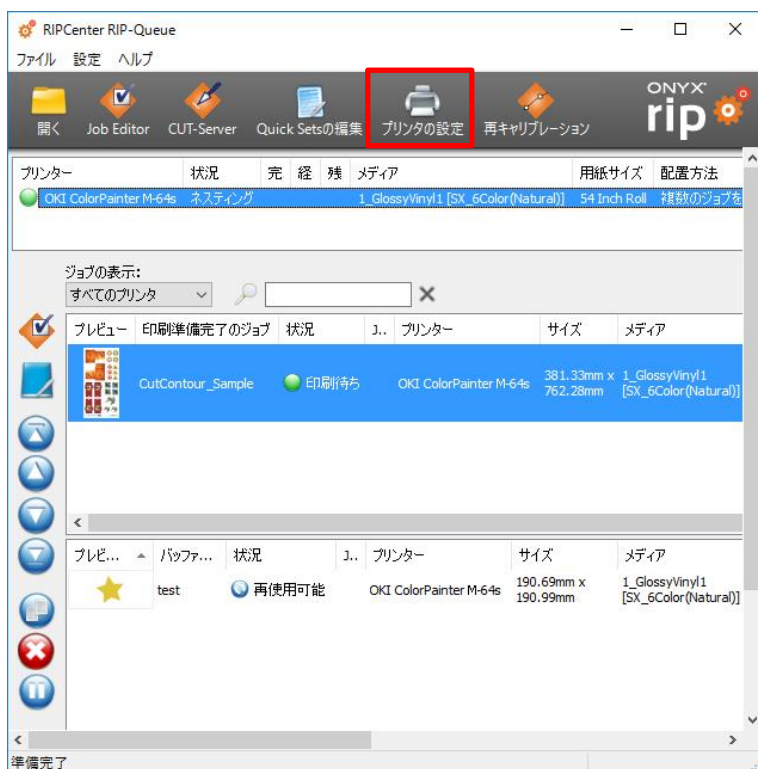 RIPCenter RIP-Queue
ファイル 設定 ヘルプ
開く Job Editor CUT-Server Quick Setsの編集 プリンタの設定 再キャリブレーション ONYX rip
プリンター 状況 完 経 残 メディア 用紙サイズ 配置方法
OKI ColorPainter M-64s ネスティング 1_GlossyVinyl1 [SX_6Color(Natural)] 54 Inch Roll 複数のジョブを
ジョブの表示:
すべてのプリンタ
プレビュー 印刷準備完了のジョブ 状況 J.. プリンター サイズ メディア
CutContour_Sample 印刷待ち OKI ColorPainter M-64s 381.33mm x 1_GlossyVinyl1
762.28mm [SX_6Color(Natural)]
プレビ... バッファ... 状況 J.. プリンター サイズ メディア
test 再使用可能 OKI ColorPainter M-64s 190.69mm x 1_GlossyVinyl1
190.99mm [SX_6Color(Natural)]
準備完了